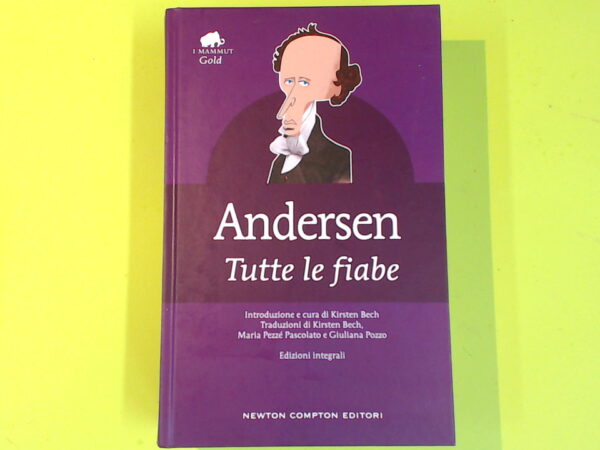 I MAMMUT
Gold
Andersen
Tutte le fiabe
Introduzione e cura di Kirsten Bech
Traduzioni di Kirsten Bech,
Maria Pezzé Pascolato e Giuliana Pozzo
Edizioni integrali
NEWTON COMPTON EDITORI